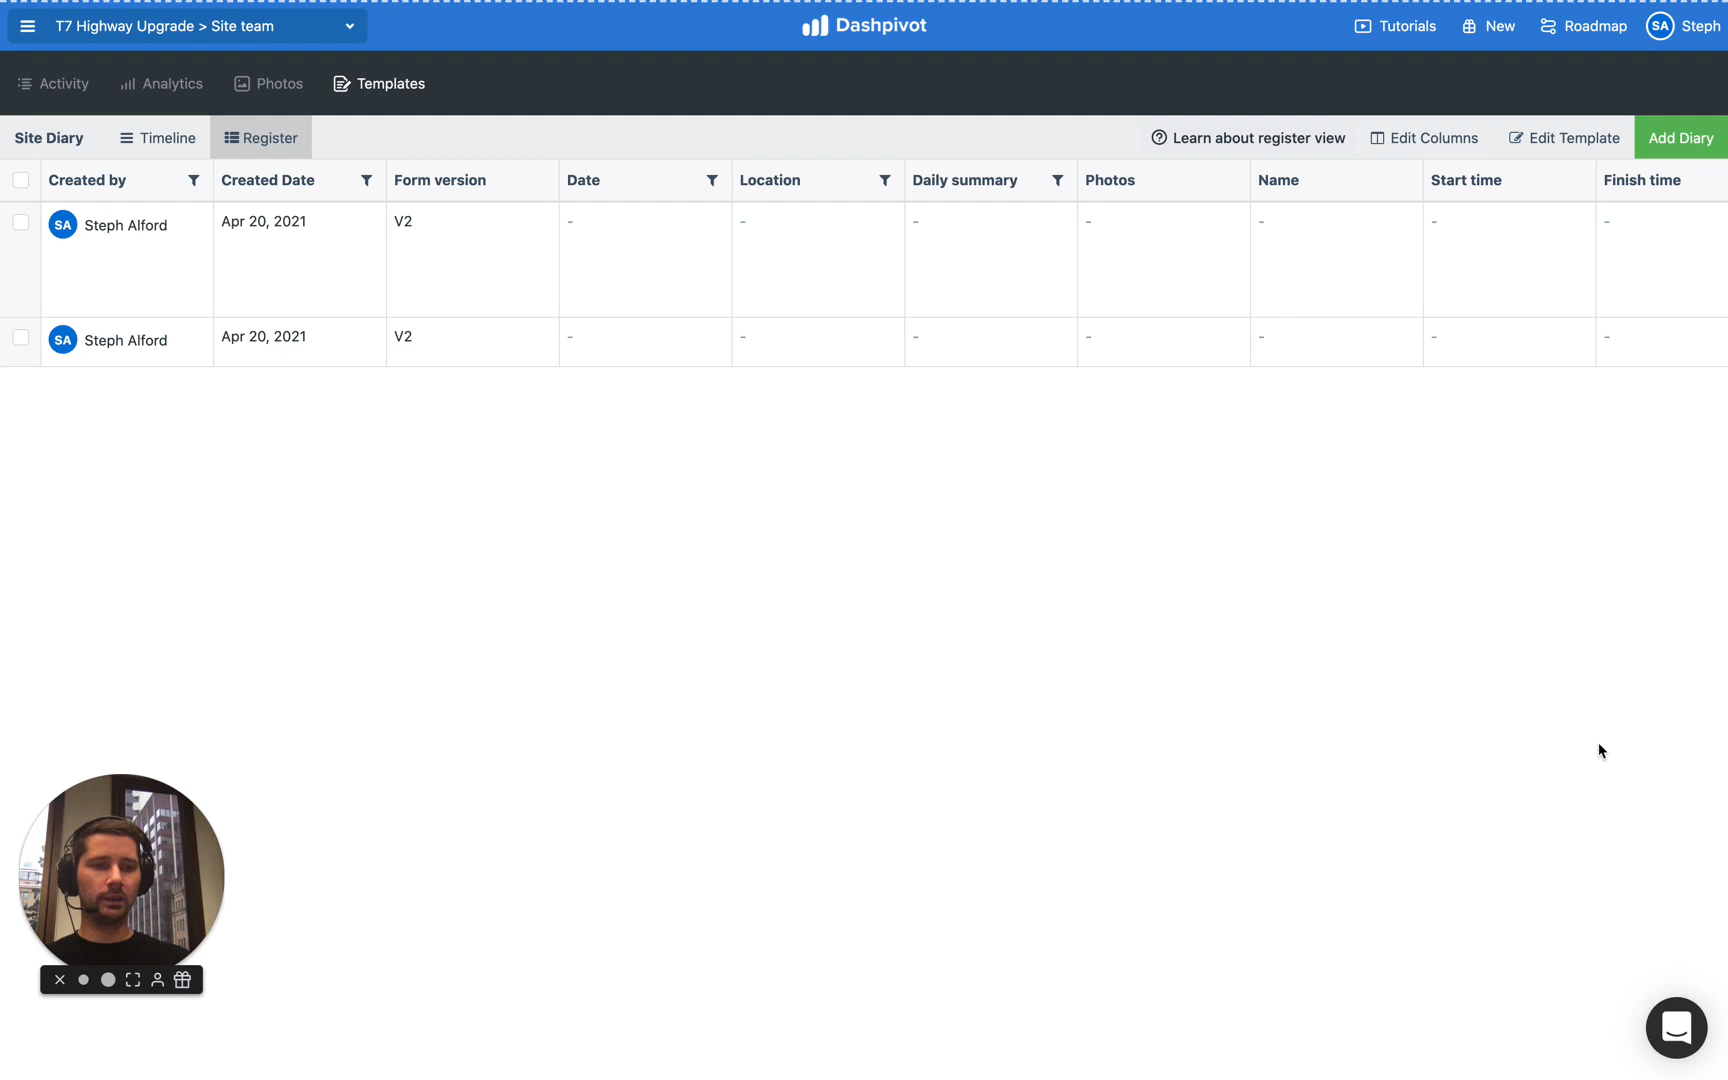 T7 Highway Upgrade > Site team
Dashpivot
Tutorials New Roadmap SA Steph
Activity Analytics Photos Templates
Site Diary Timeline Register Learn about register view Edit Columns Edit Template Add Diary
Created by Created Date Form version Date Location Daily summary Photos Name Start time Finish time
SA Steph Alford Apr 20, 2021 V2 - - - - - - -
SA Steph Alford Apr 20, 2021 V2 - - - - - - -